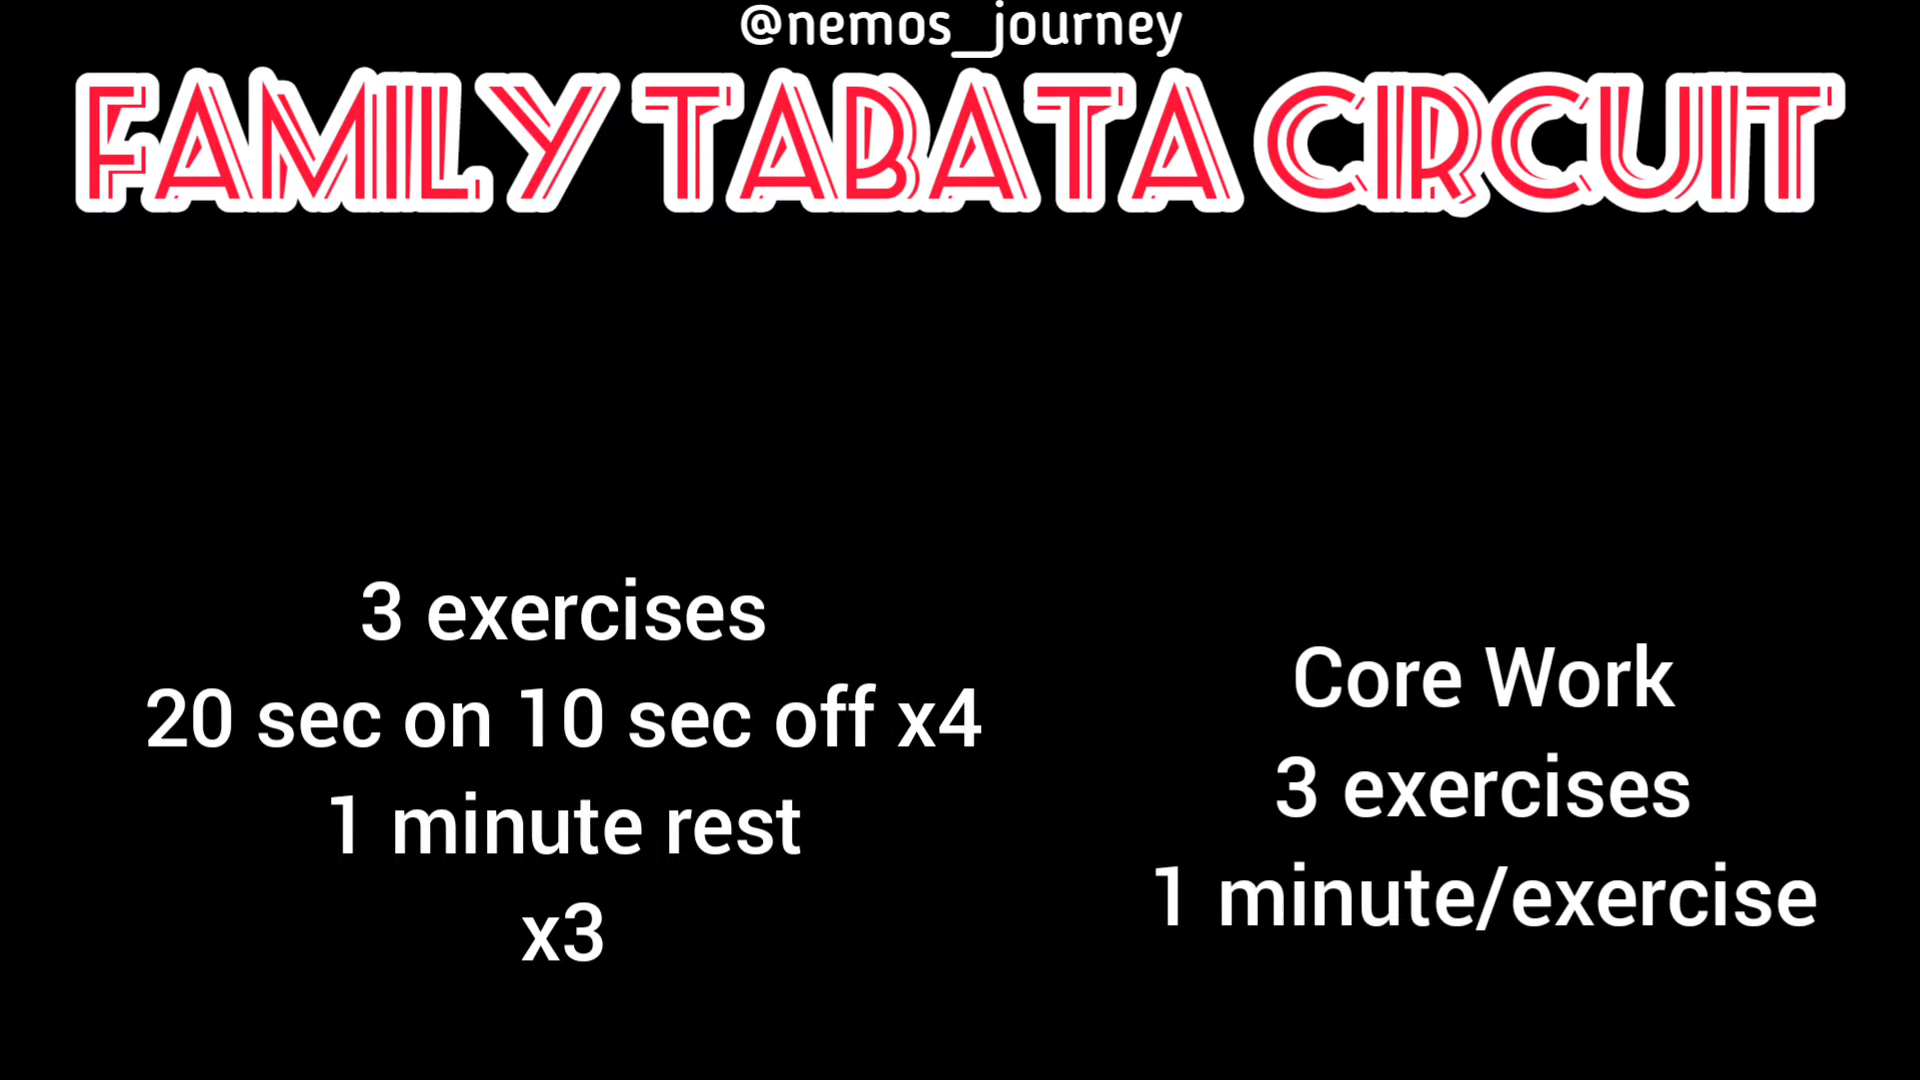 @nemos_journey
FAMILY TABATA CIRCUIT
3 exercises
20 sec on 10 sec off x4
1 minute rest
x3
Core Work
3 exercises
1 minute/exercise